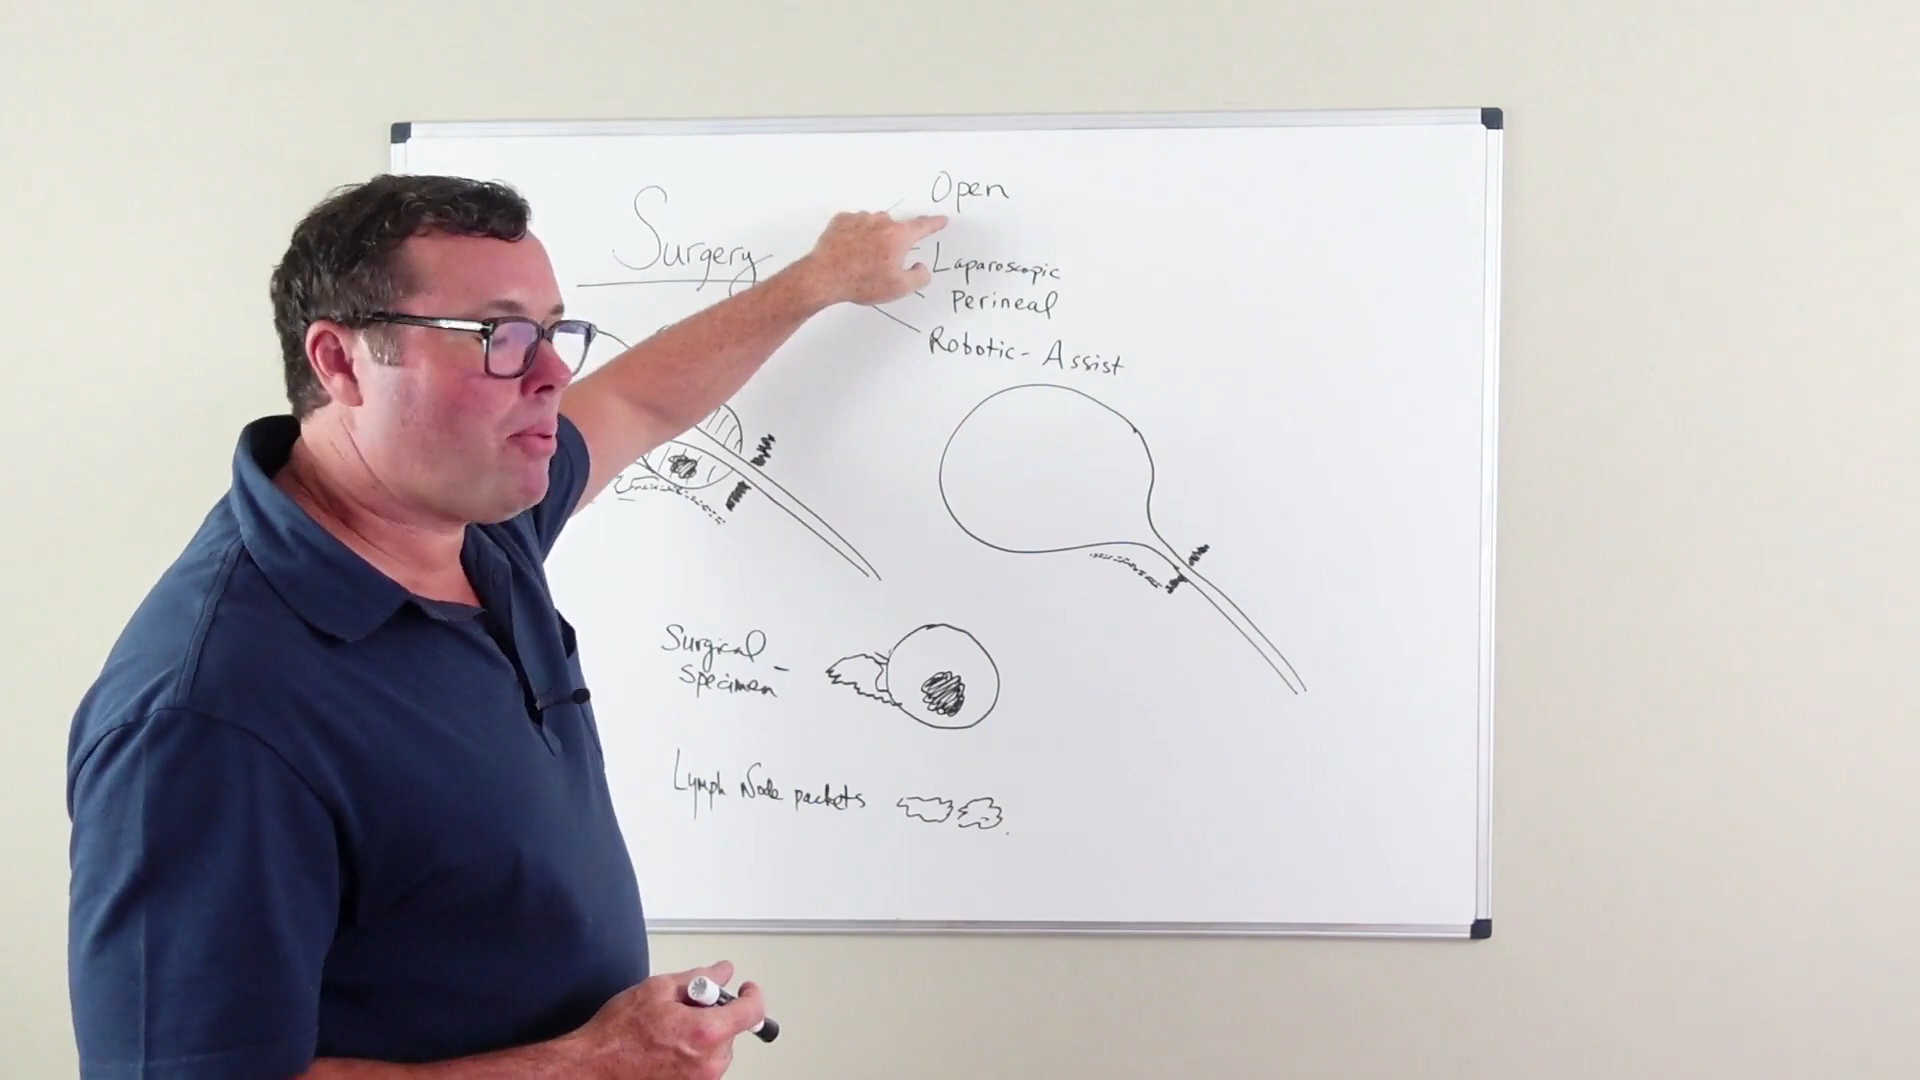 Surgery
Open
Laparoscopic
Perineal
Robotic-Assist
Surgical -
Specimen
Lymph Node packets